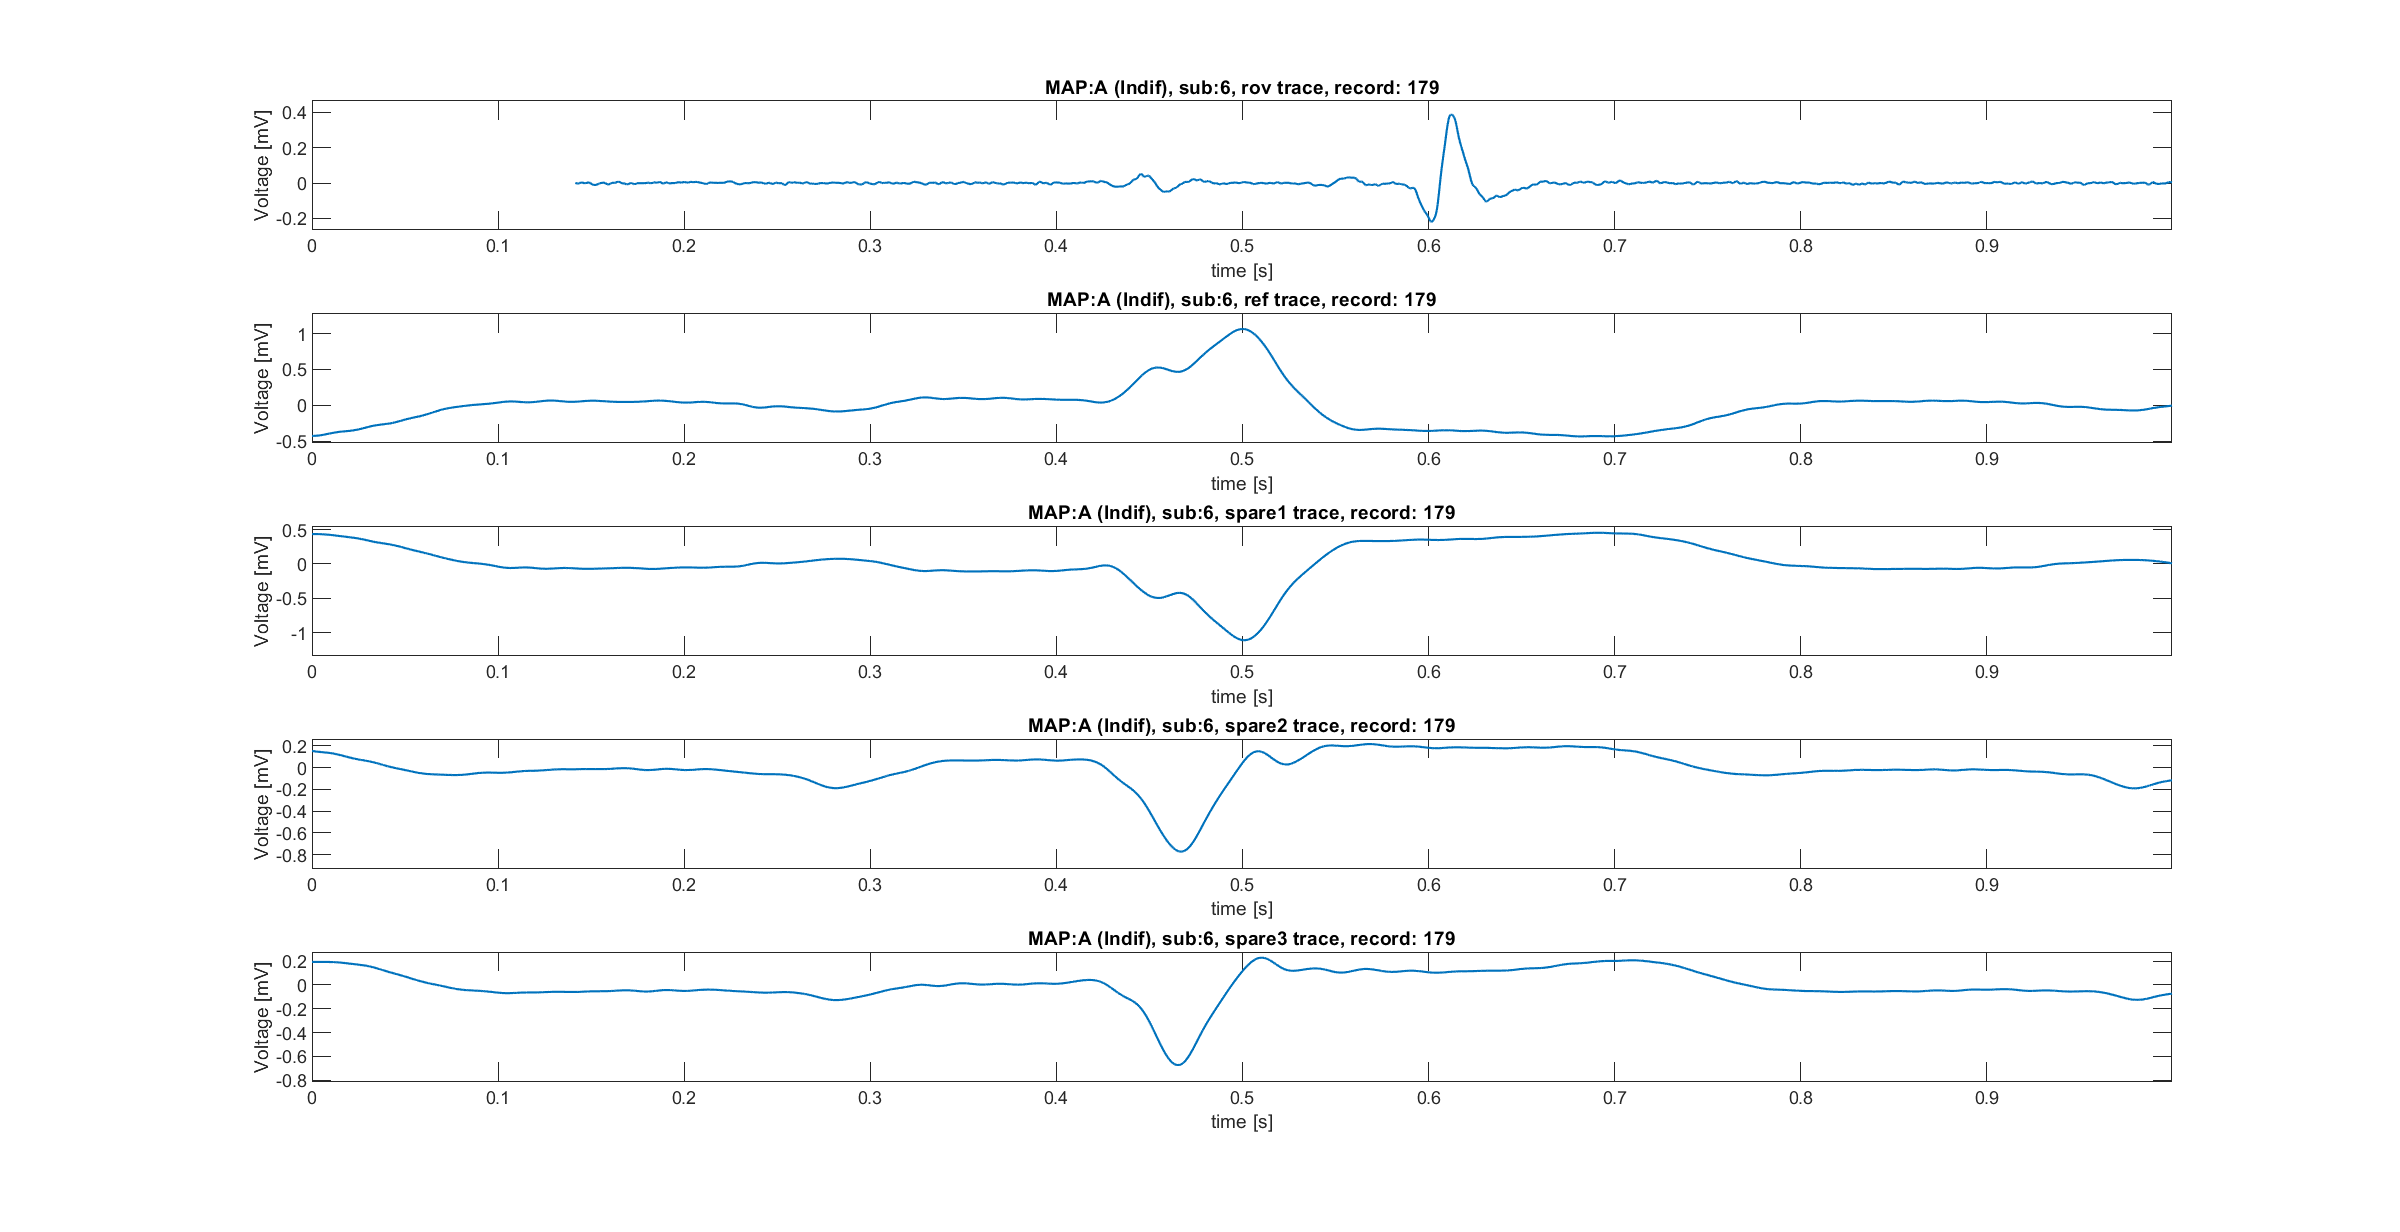 MAP:A (Indif), sub:6, rov trace, record: 179
Voltage [mV]
0.4
0.2
0
-0.2
0 0.1 0.2 0.3 0.4 0.5 0.6 0.7 0.8 0.9
time [s]
MAP:A (Indif), sub:6, ref trace, record: 179
Voltage [mV]
1
0.5
0
-0.5
0 0.1 0.2 0.3 0.4 0.5 0.6 0.7 0.8 0.9
time [s]
MAP:A (Indif), sub:6, spare1 trace, record: 179
Voltage [mV]
0.5
0
-0.5
-1
0 0.1 0.2 0.3 0.4 0.5 0.6 0.7 0.8 0.9
time [s]
MAP:A (Indif), sub:6, spare2 trace, record: 179
Voltage [mV]
0.2
0
-0.2
-0.4
-0.6
-0.8
0 0.1 0.2 0.3 0.4 0.5 0.6 0.7 0.8 0.9
time [s]
MAP:A (Indif), sub:6, spare3 trace, record: 179
Voltage [mV]
0.2
0
-0.2
-0.4
-0.6
-0.8
0 0.1 0.2 0.3 0.4 0.5 0.6 0.7 0.8 0.9
time [s]